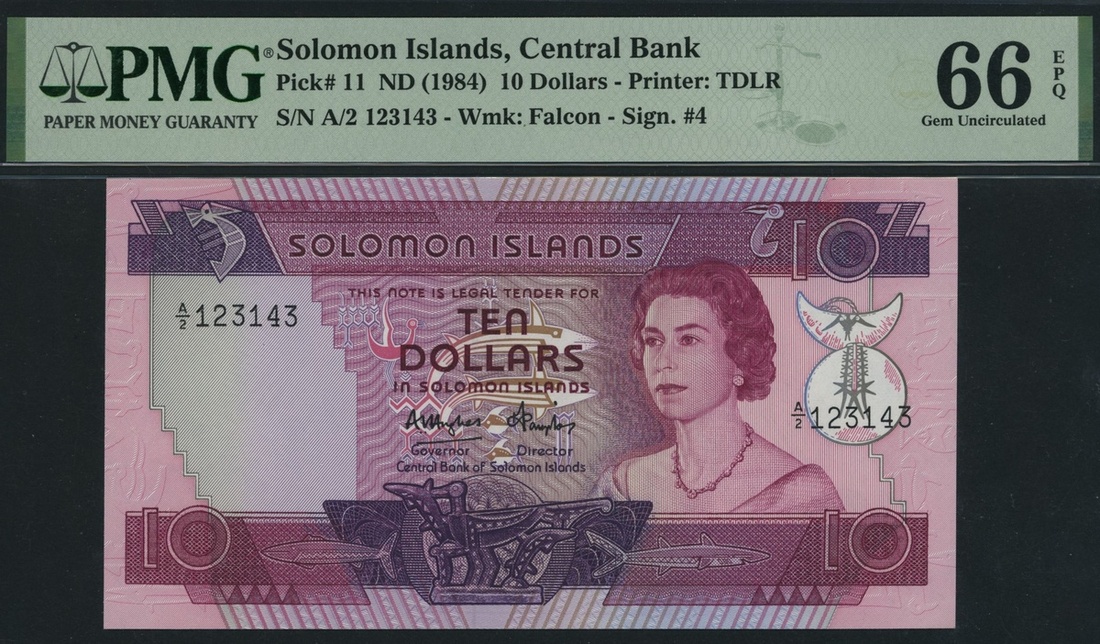 PMG® Solomon Islands, Central Bank
PAPER MONEY GUARANTY
Pick# 11 ND (1984) 10 Dollars - Printer: TDLR
S/N A/2 123143 - Wmk: Falcon - Sign. #4
66 EPQ
Gem Uncirculated
SOLOMON ISLANDS 10
A/2 123143
THIS NOTE IS LEGAL TENDER FOR
TEN
DOLLARS
IN SOLOMON ISLANDS
A/2 123143
Governor Director
Central Bank of Solomon Islands
10 10